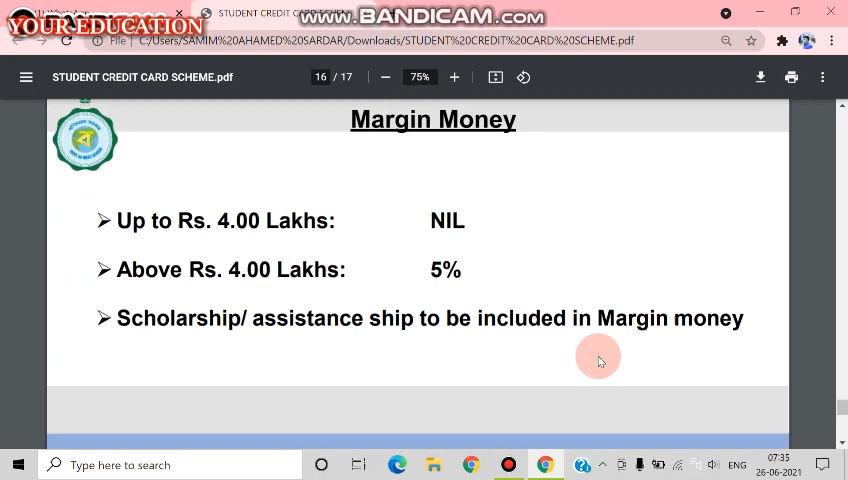 WWW.BANDICAM.COM
YOUR EDUCATION
STUDENT CREDIT CARD SCHEM
File
C:/Users/SAMIM%20AHAMED%20SARDAR/Downloads/STUDENT%20CREDIT%20CARD%20SCHEME.pdf
STUDENT CREDIT CARD SCHEME.pdf
16 / 17
75%
Margin Money
Up to Rs. 4.00 Lakhs: NIL
Above Rs. 4.00 Lakhs: 5%
Scholarship/ assistance ship to be included in Margin money
Type here to search
ENG
07:35
26-06-2021